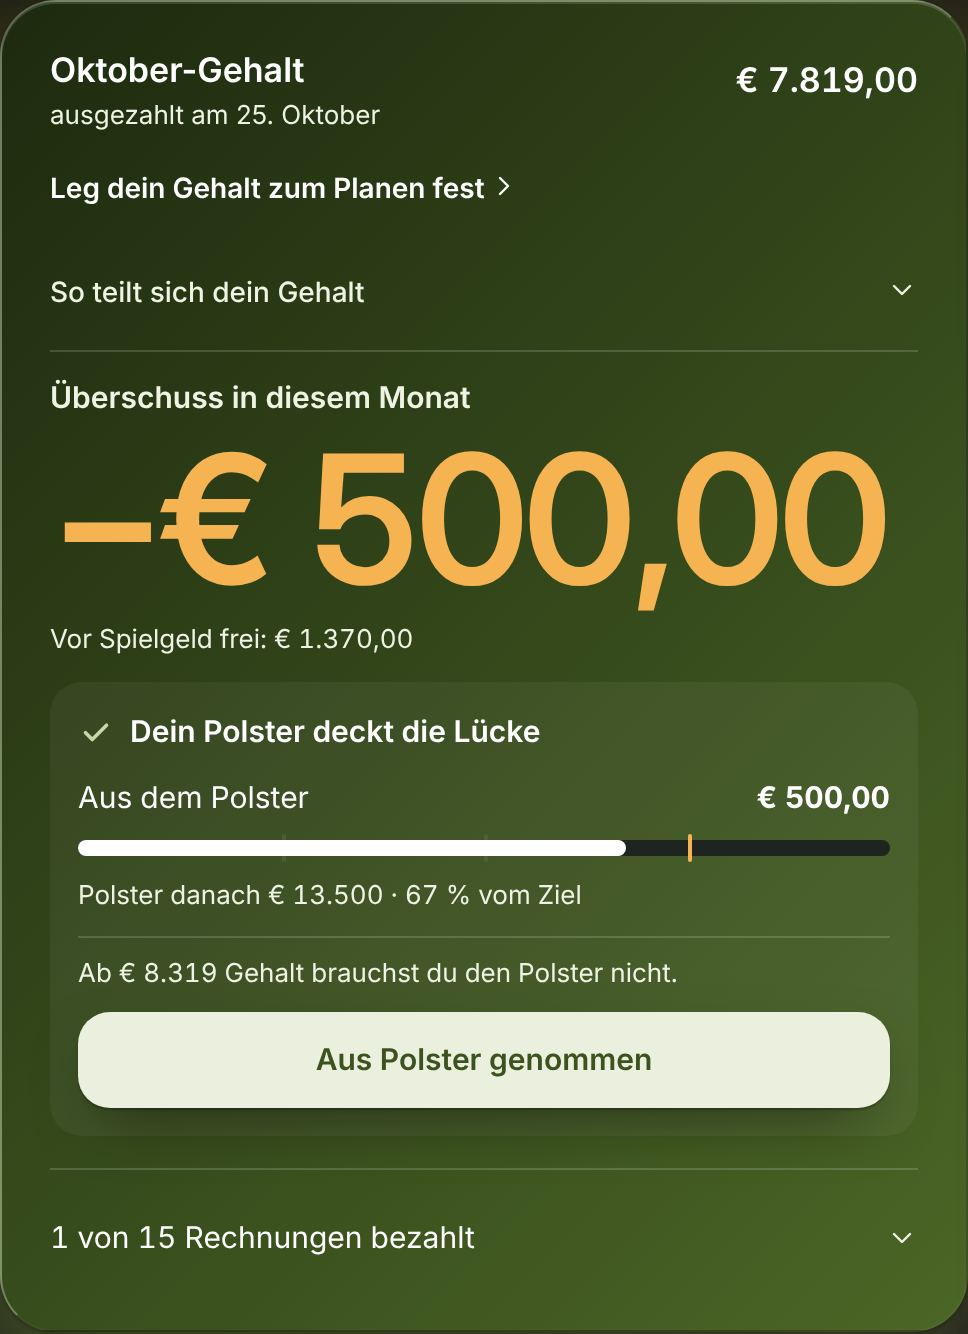 Oktober-Gehalt
€ 7.819,00
ausgezahlt am 25. Oktober
Leg dein Gehalt zum Planen fest
So teilt sich dein Gehalt
Überschuss in diesem Monat
–€ 500,00
Vor Spielgeld frei: € 1.370,00
Dein Polster deckt die Lücke
Aus dem Polster
€ 500,00
Polster danach € 13.500 · 67 % vom Ziel
Ab € 8.319 Gehalt brauchst du den Polster nicht.
Aus Polster genommen
1 von 15 Rechnungen bezahlt